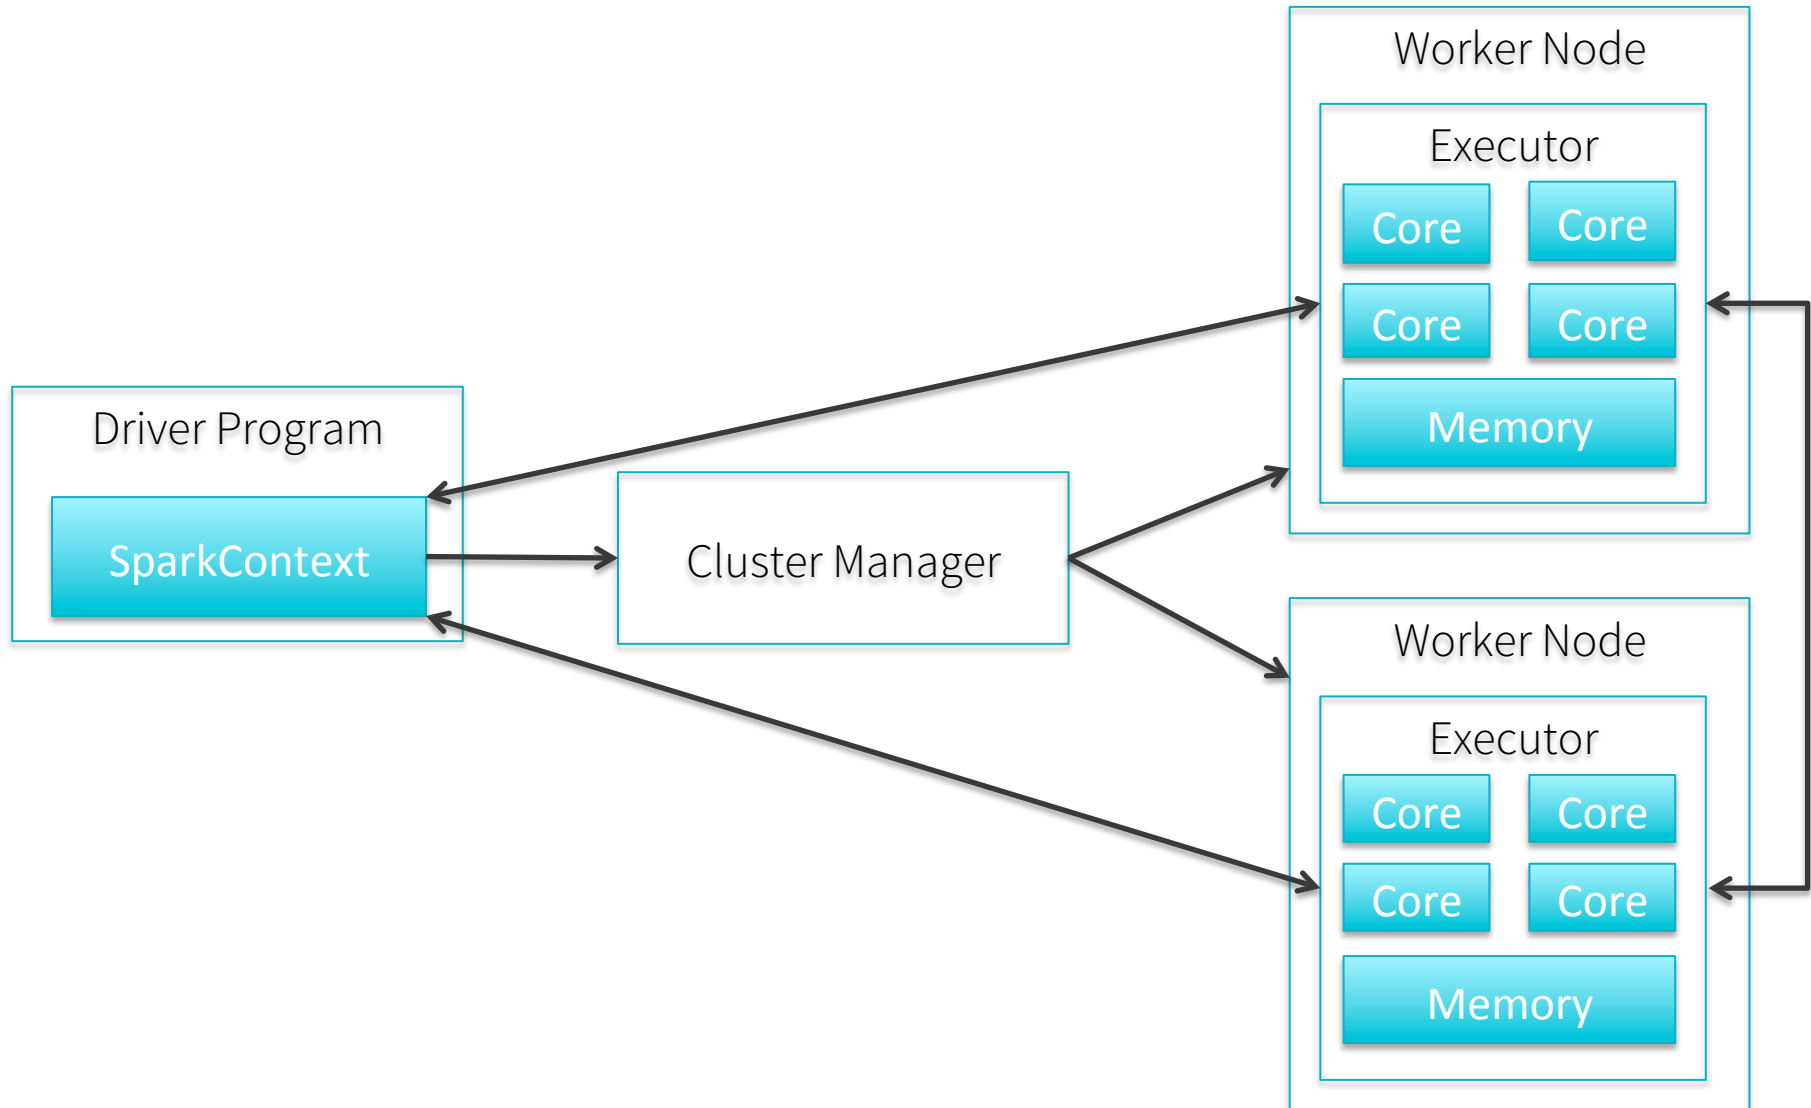 Worker Node
Executor
Core Core
Core Core
Memory
Driver Program
SparkContext
Cluster Manager
Worker Node
Executor
Core Core
Core Core
Memory